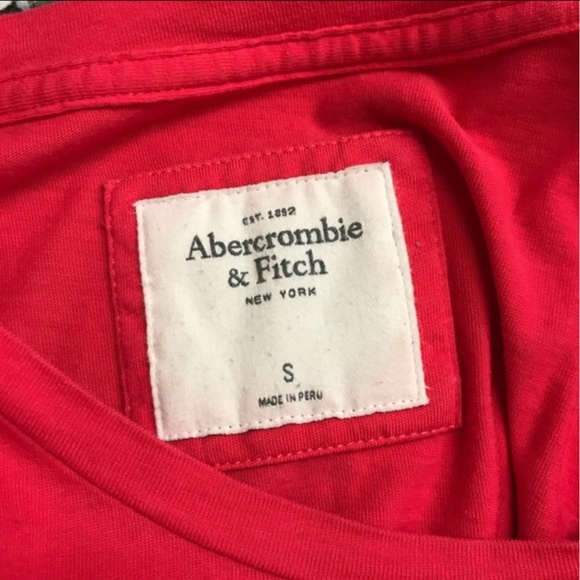 EST. 1892
Abercrombie
& Fitch
NEW YORK
S
MADE IN PERU